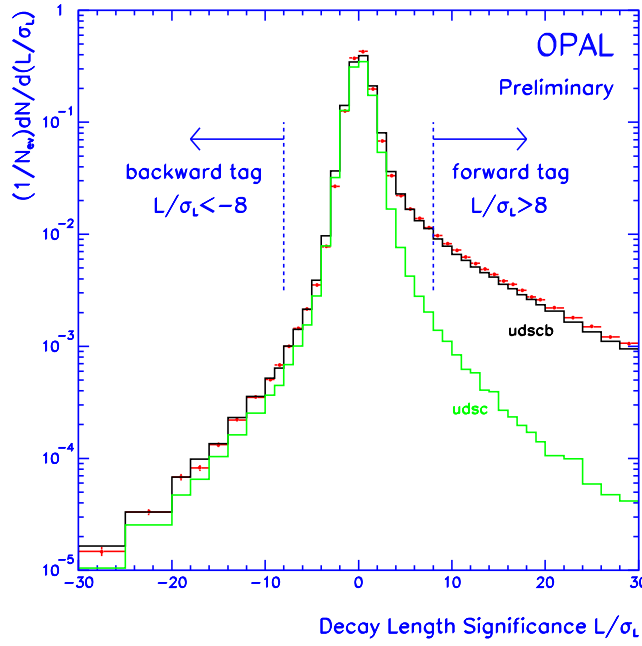 OPAL
Preliminary
(1/N_ev)dN/d(L/σ_L)
1
10^-1
10^-2
10^-3
10^-4
10^-5
backward tag
L/σ_L<-8
forward tag
L/σ_L>8
udscb
udsc
-30
-20
-10
0
10
20
30
Decay Length Significance L/σ_L